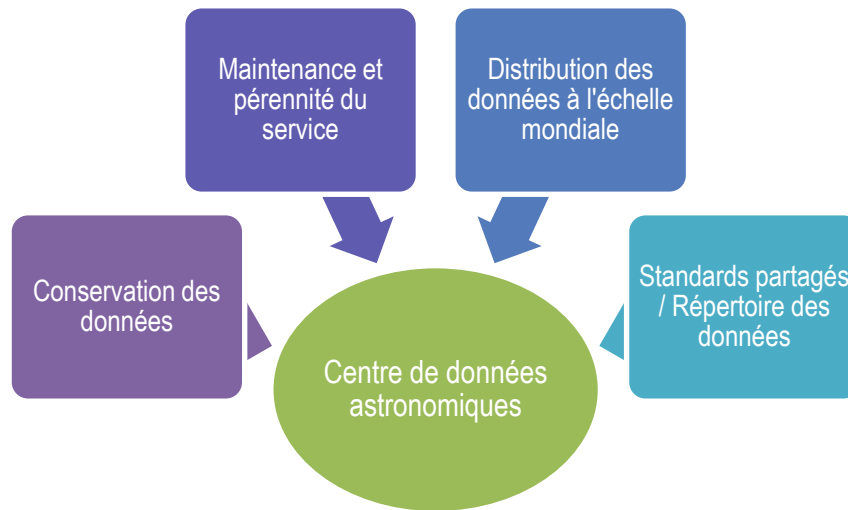 Maintenance et
pérennité du
service
Distribution des
données à l'échelle
mondiale
Conservation des
données
Standards partagés
/ Répertoire des
données
Centre de données
astronomiques